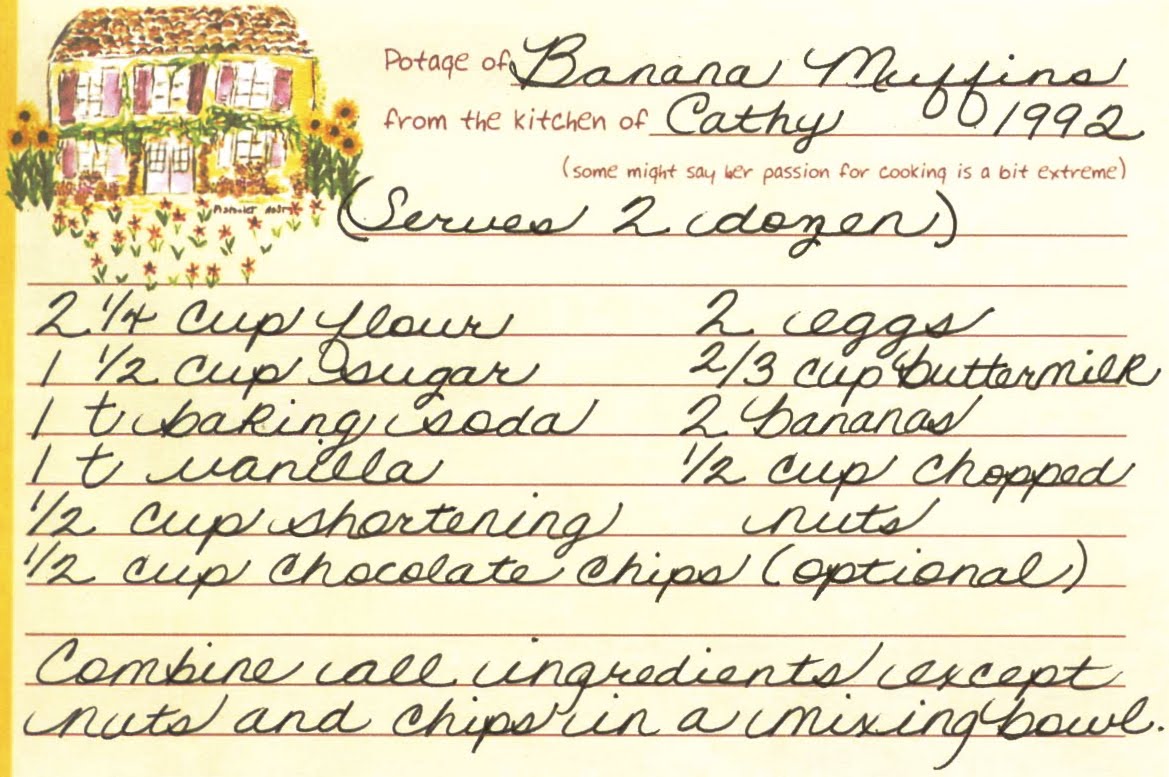 Potage of Banana Muffins
from the kitchen of Cathy 1992
(some might say her passion for cooking is a bit extreme)
(Serves 2 dozen)
2 1/4 cup flour 2 eggs
1 1/2 cup sugar 2/3 cup buttermilk
1 t baking soda 2 bananas
1 t vanilla 1/2 cup chopped
1/2 cup shortening nuts
1/2 cup chocolate chips (optional)
Combine all ingredients except
nuts and chips in a mixing bowl.